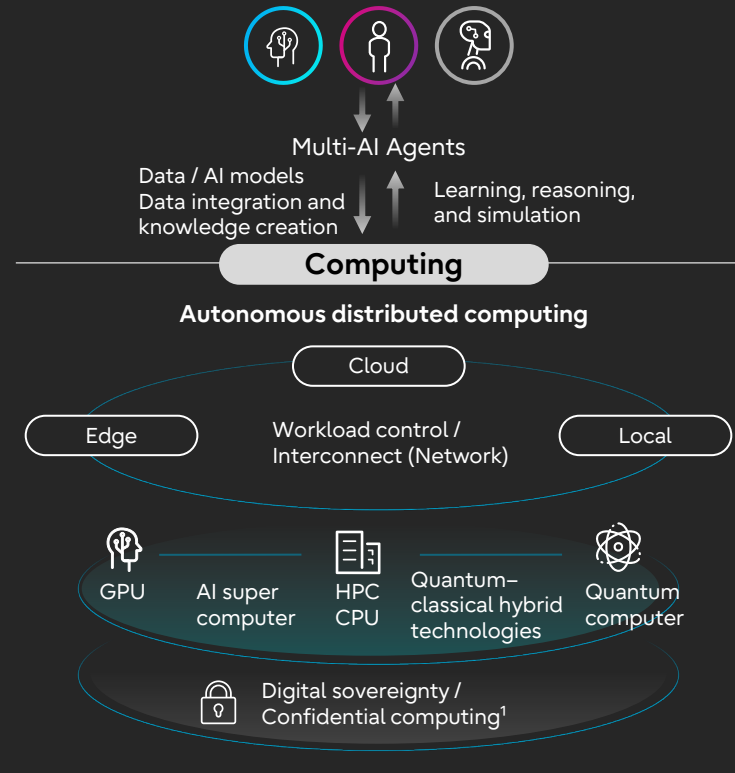 Multi-AI Agents
Data / AI models
Data integration and
knowledge creation
Learning, reasoning,
and simulation
Computing
Autonomous distributed computing
Cloud
Edge
Workload control /
Interconnect (Network)
Local
GPU
AI super
computer
HPC
CPU
Quantum–
classical hybrid
technologies
Quantum
computer
Digital sovereignty /
Confidential computing¹